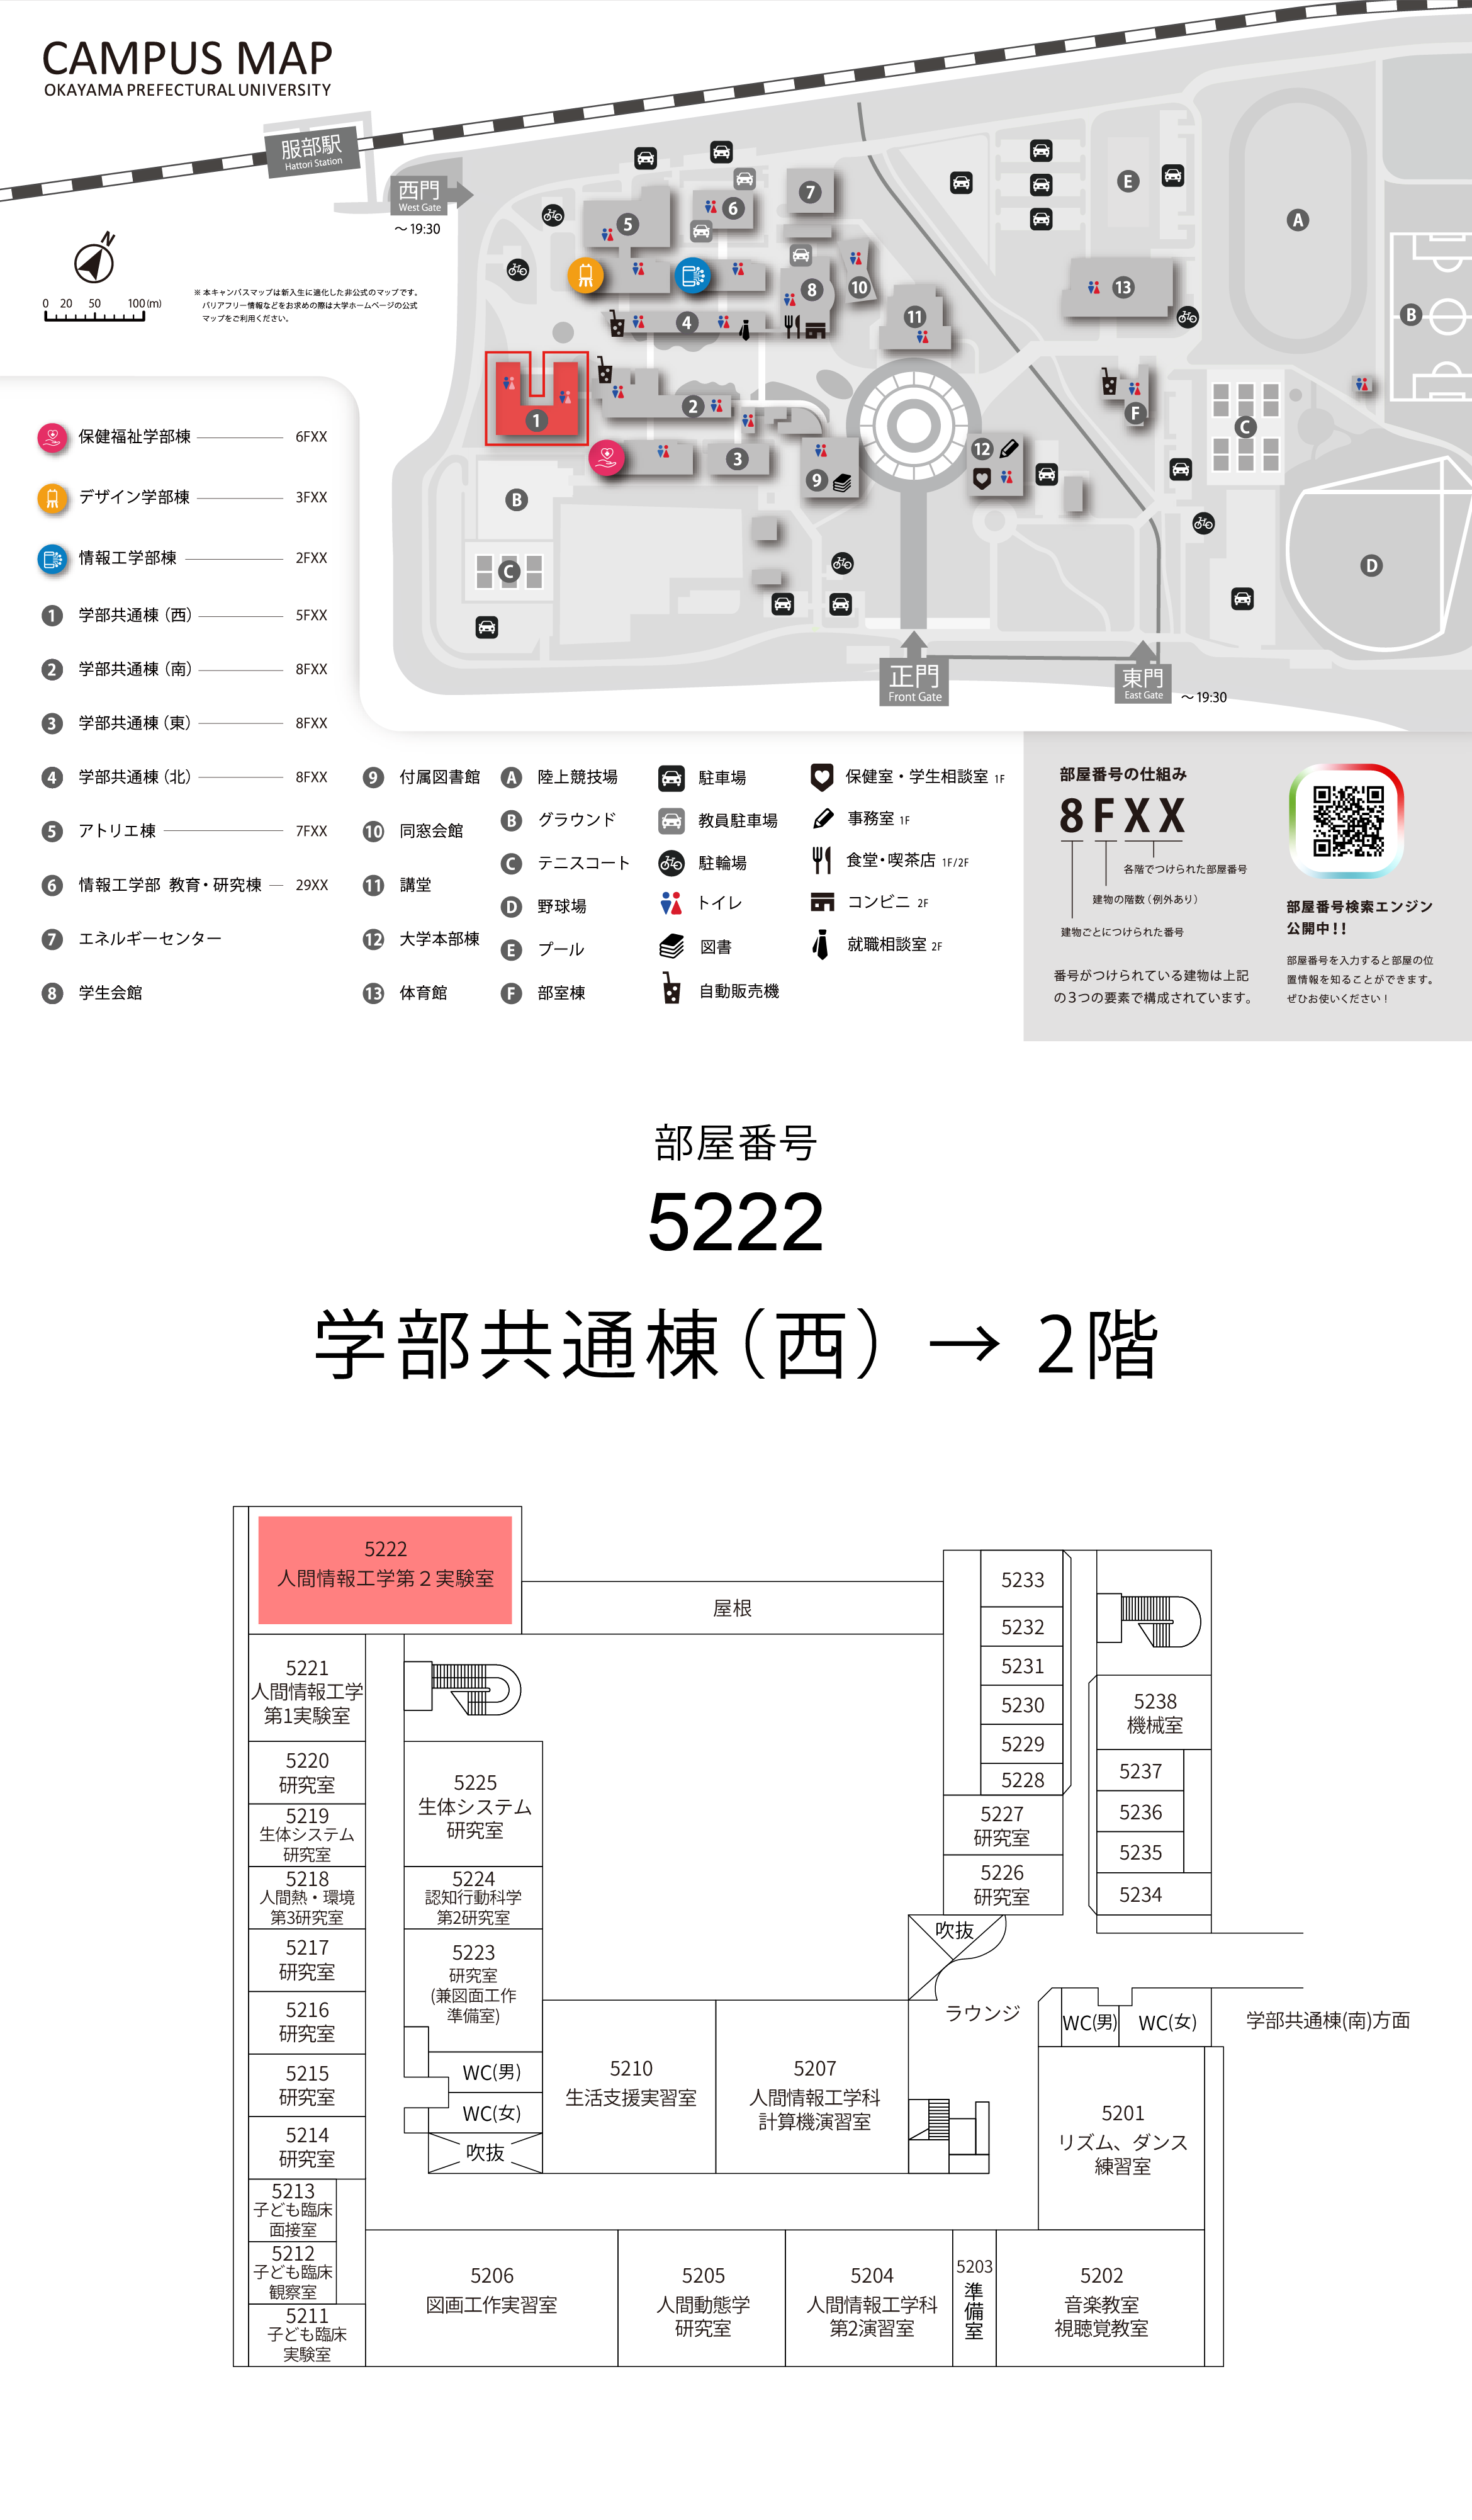 CAMPUS MAP
OKAYAMA PREFECTURAL UNIVERSITY
服部駅
Hattori Station
西門
West Gate
～19:30
N
0 20 50 100(m)
※ 本キャンパスマップは新入生に適化した非公式のマップです。
バリアフリー情報などをお求めの際は大学ホームページの公式
マップをご利用ください。
7
6
5
E
A
8
10
13
4
11
B
1
2
F
C
3
12
9
B
C
D
正門
Front Gate
東門
East Gate
～19:30
保健福祉学部棟 6FXX
デザイン学部棟 3FXX
情報工学部棟 2FXX
1 学部共通棟（西） 5FXX
2 学部共通棟（南） 8FXX
3 学部共通棟（東） 8FXX
4 学部共通棟（北） 8FXX
5 アトリエ棟 7FXX
6 情報工学部 教育・研究棟 29XX
7 エネルギーセンター
8 学生会館
9 付属図書館
10 同窓会館
11 講堂
12 大学本部棟
13 体育館
A 陸上競技場
B グラウンド
C テニスコート
D 野球場
E プール
F 部室棟
駐車場
教員駐車場
駐輪場
トイレ
図書
自動販売機
保健室・学生相談室 1F
事務室 1F
食堂・喫茶店 1F/2F
コンビニ 2F
就職相談室 2F
部屋番号の仕組み
8FXX
各階でつけられた部屋番号
建物の階数（例外あり）
建物ごとにつけられた番号
番号がつけられている建物は上記
の３つの要素で構成されています。
部屋番号検索エンジン
公開中！！
部屋番号を入力すると部屋の位
置情報を知ることができます。
ぜひお使いください！
部屋番号
5222
学部共通棟（西）→ 2階
5222
人間情報工学第２実験室
屋根
5221
人間情報工学
第1実験室
5220
研究室
5219
生体システム
研究室
5218
人間熱・環境
第3研究室
5217
研究室
5216
研究室
5215
研究室
5214
研究室
5213
子ども臨床
面接室
5212
子ども臨床
観察室
5211
子ども臨床
実験室
5225
生体システム
研究室
5224
認知行動科学
第2研究室
5223
研究室
(兼図面工作
準備室)
WC(男)
WC(女)
吹抜
5210
生活支援実習室
5207
人間情報工学科
計算機演習室
5233
5232
5231
5230
5229
5228
5227
研究室
5226
研究室
吹抜
ラウンジ
5238
機械室
5237
5236
5235
5234
WC(男)
WC(女)
学部共通棟(南)方面
5201
リズム、ダンス
練習室
5206
図画工作実習室
5205
人間動態学
研究室
5204
人間情報工学科
第2演習室
5203
準備室
5202
音楽教室
視聴覚教室